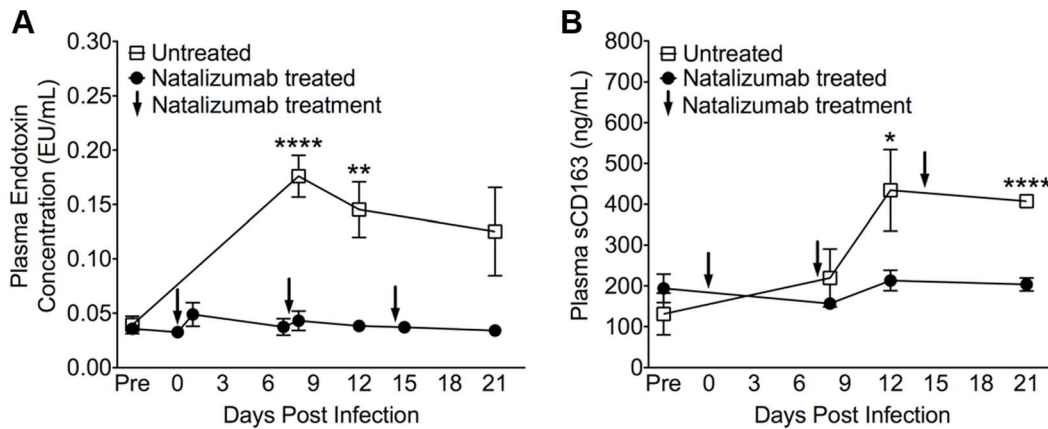 A
Plasma Endotoxin
Concentration (EU/mL)
0.30
0.25
0.20
0.15
0.10
0.05
0.00
Untreated
Natalizumab treated
Natalizumab treatment
****
**
Pre 0 3 6 9 12 15 18 21
Days Post Infection
B
Plasma sCD163 (ng/mL)
800
700
600
500
400
300
200
100
0
Untreated
Natalizumab treated
Natalizumab treatment
*
****
Pre 0 3 6 9 12 15 18 21
Days Post Infection